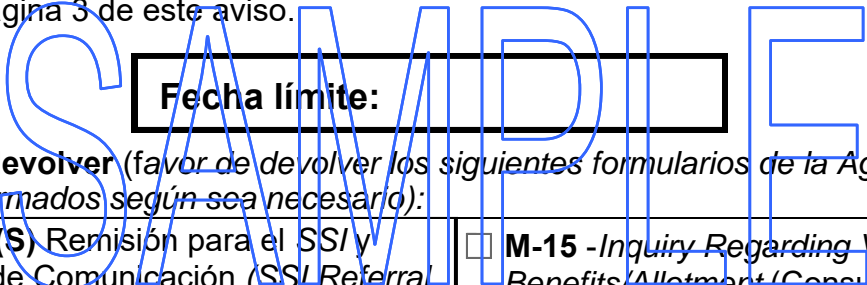 gina 3 de este aviso.
Fecha límite:
evolver (favor de devolver los siguientes formularios de la Ag
rmados según sea necesario):
(S) Remisión para el SSI y
☐ M-15 -Inquiry Regarding V
de Comunicación (SSI Referral
Benefits/Allotment (Consu
SAMPLE